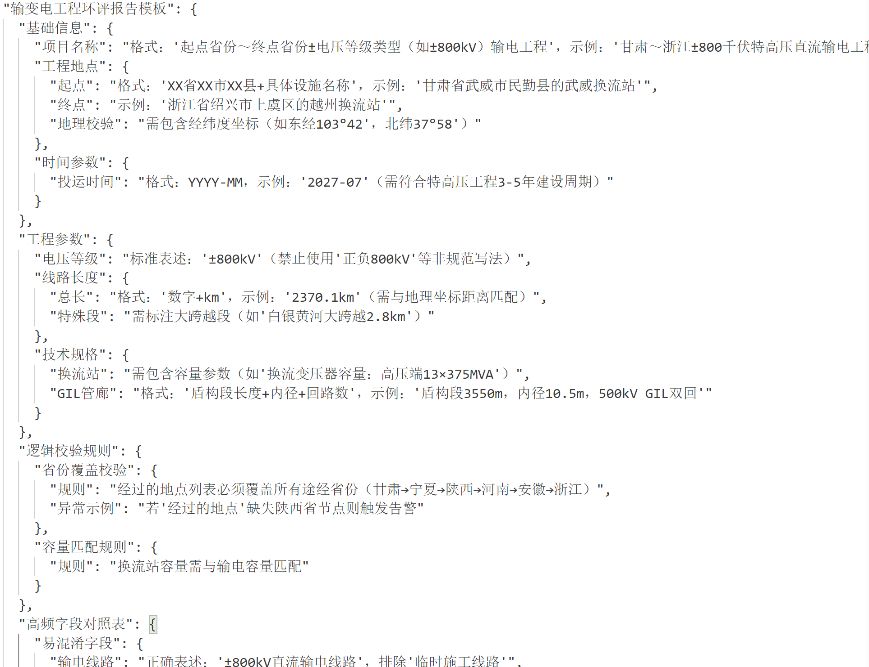 "输变电工程环评报告模板": {
"基础信息": {
"项目名称": "格式：'起点省份～终点省份±电压等级类型（如±800kV）输电工程'，示例：'甘肃～浙江±800千伏特高压直流输电工程
"工程地点": {
"起点": "格式：'XX省XX市XX县+具体设施名称'，示例：'甘肃省武威市民勤县的武威换流站'",
"终点": "示例：'浙江省绍兴市上虞区的越州换流站'",
"地理校验": "需包含经纬度坐标（如东经103°42'，北纬37°58'）"
},
"时间参数": {
"投运时间": "格式：YYYY-MM，示例：'2027-07'（需符合特高压工程3-5年建设周期）"
}
},
"工程参数": {
"电压等级": "标准表述：'±800kV'（禁止使用'正负800kV'等非规范写法）",
"线路长度": {
"总长": "格式：'数字+km'，示例：'2370.1km'（需与地理坐标距离匹配）",
"特殊段": "需标注大跨越段（如'白银黄河大跨越2.8km'）"
},
"技术规格": {
"换流站": "需包含容量参数（如'换流变压器容量：高压端13×375MVA'）",
"GIL管廊": "格式：'盾构段长度+内径+回路数'，示例：'盾构段3550m，内径10.5m，500kV GIL双回'"
}
},
"逻辑校验规则": {
"省份覆盖校验": {
"规则": "经过的地点列表必须覆盖所有途经省份（甘肃→宁夏→陕西→河南→安徽→浙江）",
"异常示例": "若'经过的地点'缺失陕西省节点则触发告警"
},
"容量匹配规则": {
"规则": "换流站容量需与输电容量匹配"
}
},
"高频字段对照表": {
"易混淆字段": {
"输电线路": "正确表述：'±800kV直流输电线路'，排除'临时施工线路'",